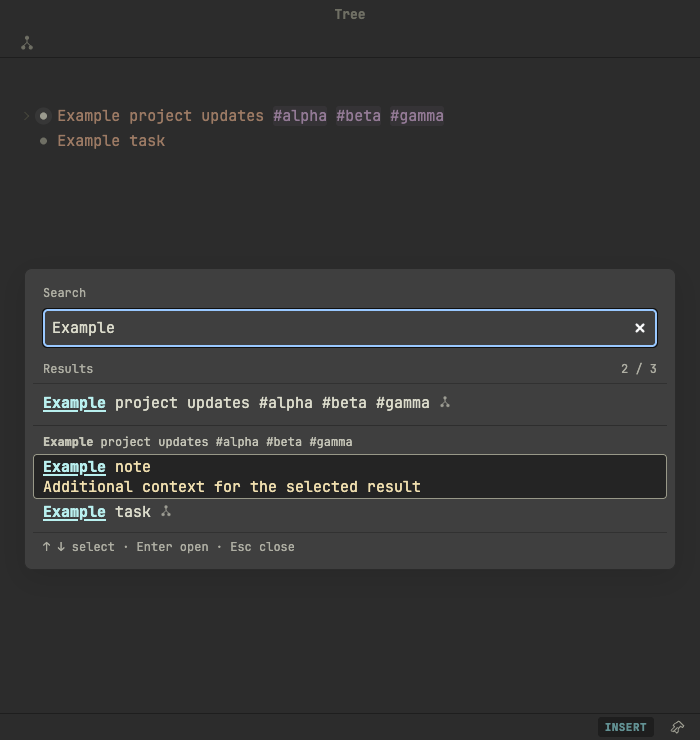 Tree
Example project updates #alpha #beta #gamma
Example task
Search
Example ×
Results 2 / 3
Example project updates #alpha #beta #gamma
Example project updates #alpha #beta #gamma
Example note
Additional context for the selected result
Example task
↑ ↓ select · Enter open · Esc close
INSERT